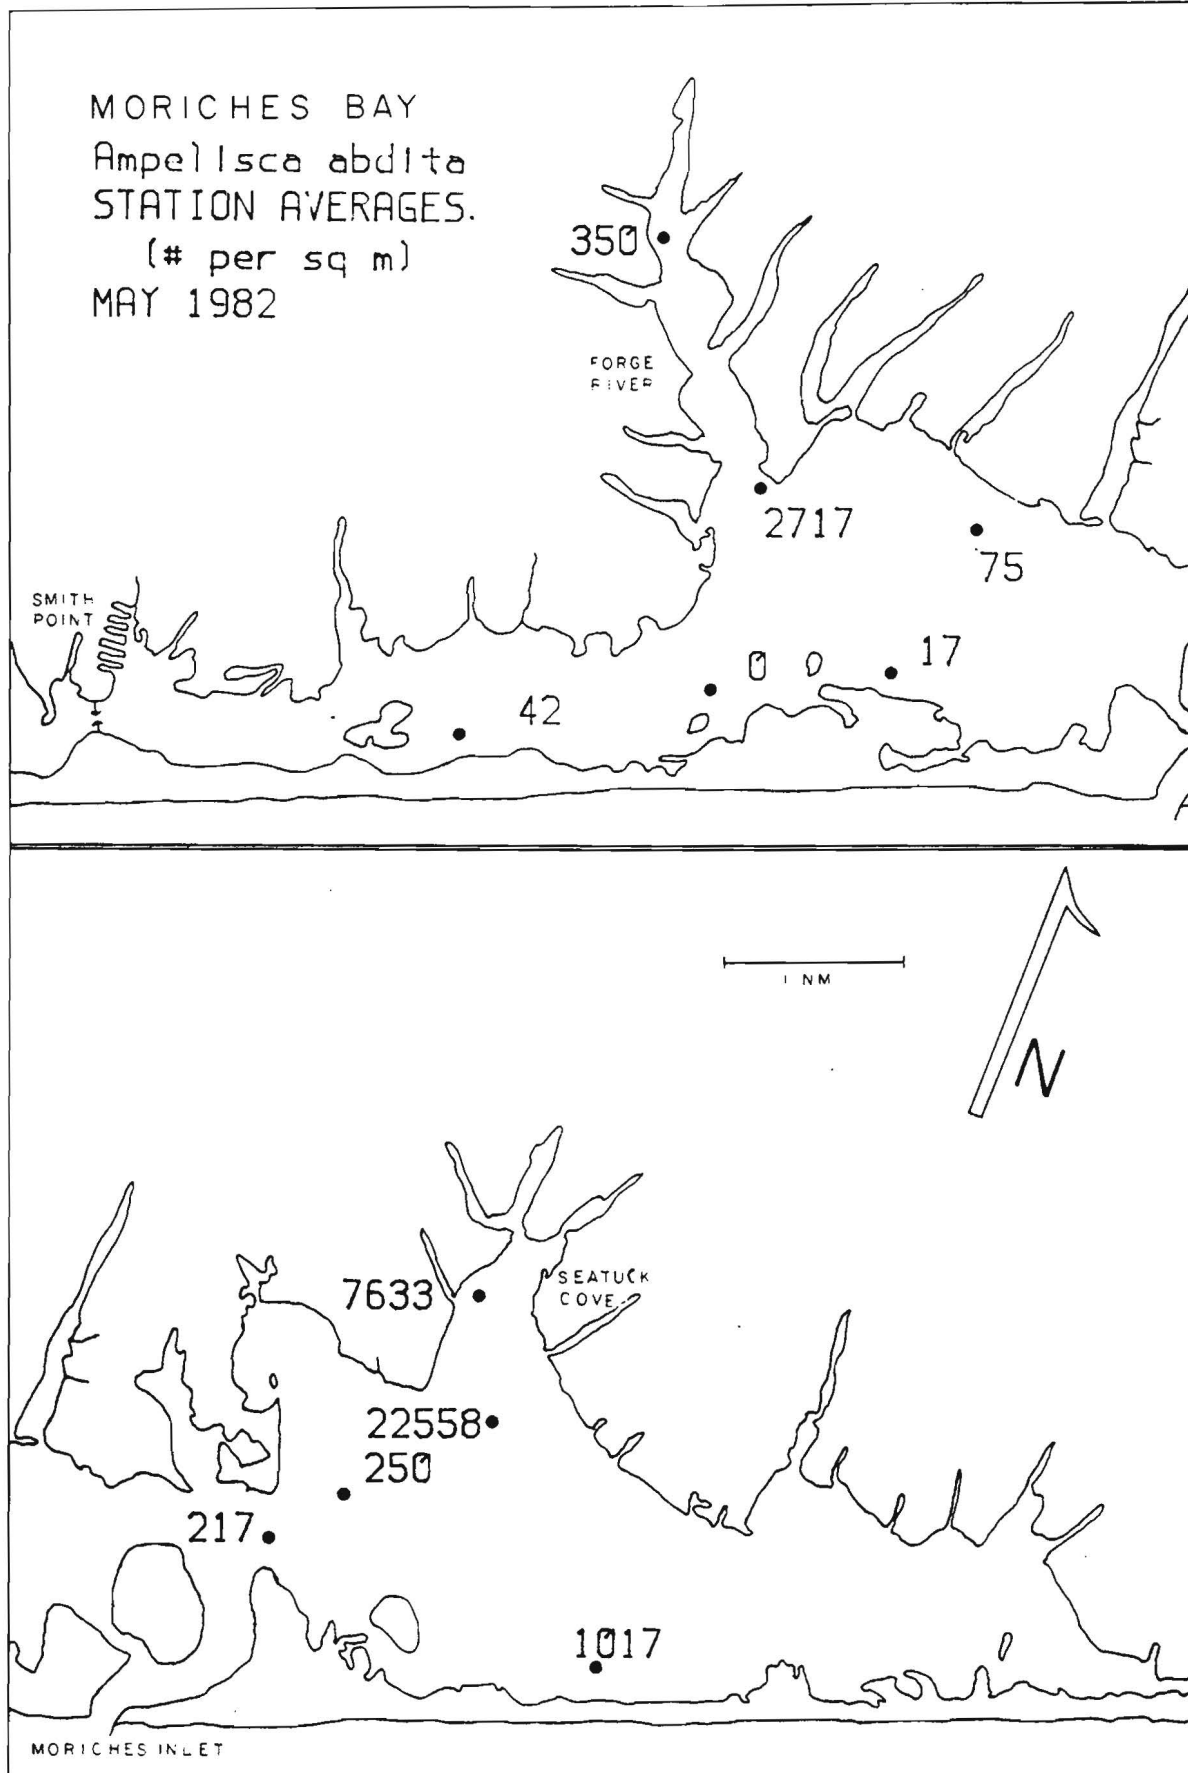 MORICHES BAY
Ampelisca abdita
STATION AVERAGES.
(# per sq m)
MAY 1982
350
FORGE
RIVER
2717
75
SMITH
POINT
17
0
42
1 NM
N
SEATUCK
COVE
7633
22558
250
217
1017
MORICHES INLET